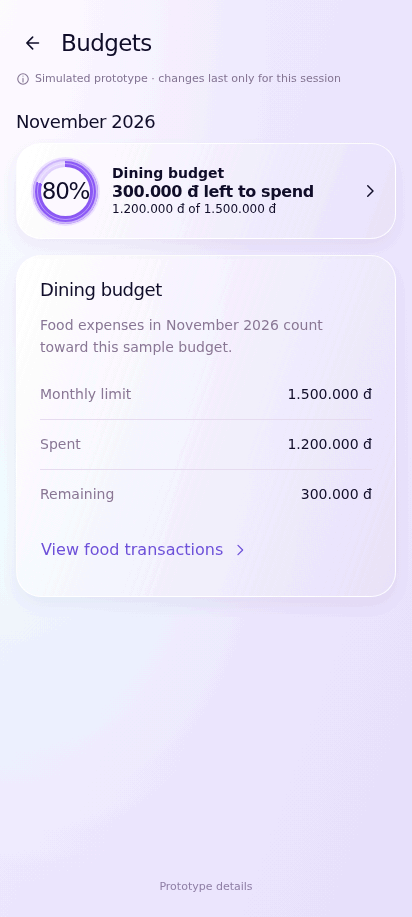 Budgets
Simulated prototype · changes last only for this session
November 2026
80%
Dining budget
300.000 đ left to spend
1.200.000 đ of 1.500.000 đ
Dining budget
Food expenses in November 2026 count
toward this sample budget.
Monthly limit 1.500.000 đ
Spent 1.200.000 đ
Remaining 300.000 đ
View food transactions
Prototype details